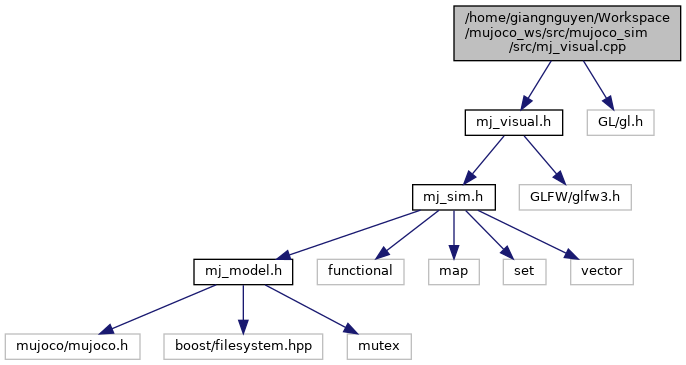 /home/giangnguyen/Workspace
/mujoco_ws/src/mujoco_sim
/src/mj_visual.cpp
mj_visual.h
GL/gl.h
mj_sim.h
GLFW/glfw3.h
mj_model.h
functional
map
set
vector
mujoco/mujoco.h
boost/filesystem.hpp
mutex